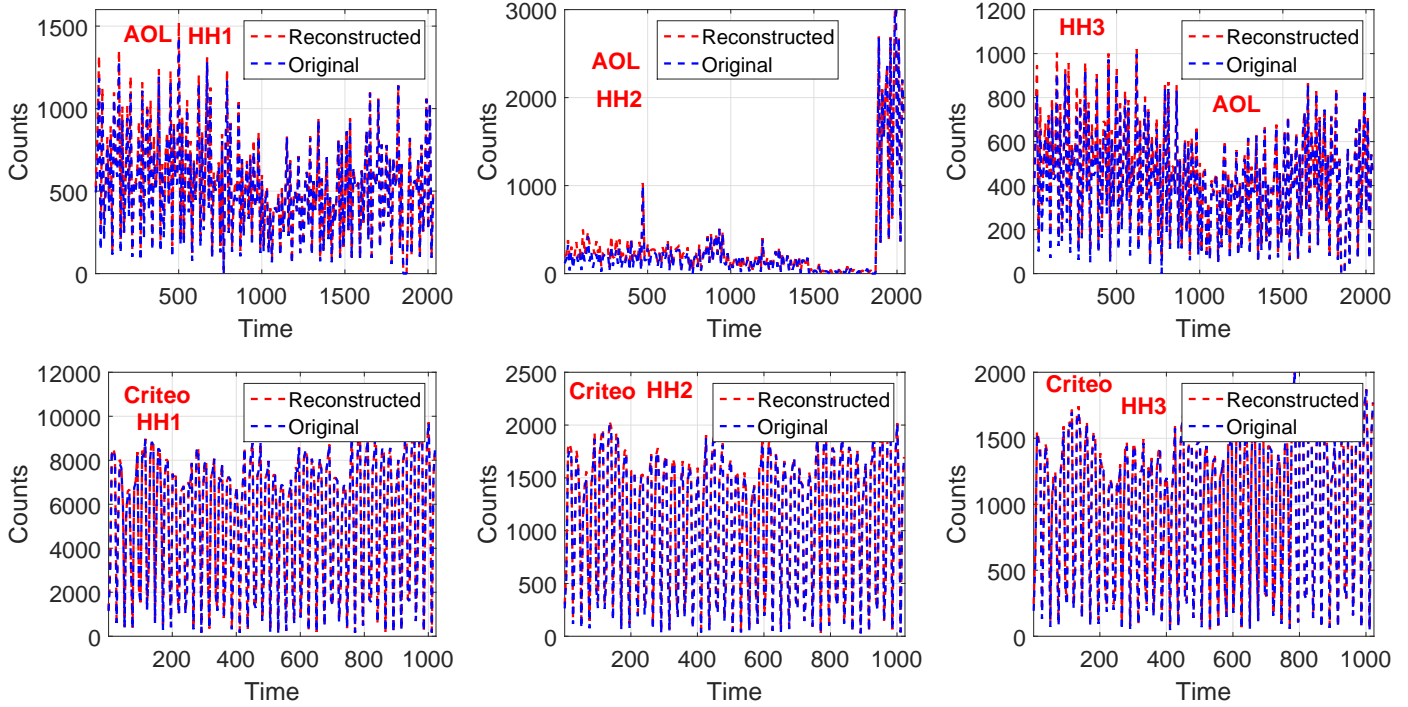 AOL HH1
Reconstructed
Original
Counts
1500
1000
500
0
500 1000 1500 2000
Time
AOL
HH2
Reconstructed
Original
Counts
3000
2000
1000
0
500 1000 1500 2000
Time
HH3
AOL
Reconstructed
Original
Counts
1200
1000
800
600
400
200
0
500 1000 1500 2000
Time
Criteo
HH1
Reconstructed
Original
Counts
12000
10000
8000
6000
4000
2000
0
200 400 600 800 1000
Time
Criteo HH2
Reconstructed
Original
Counts
2500
2000
1500
1000
500
0
200 400 600 800 1000
Time
Criteo
HH3
Reconstructed
Original
Counts
2000
1500
1000
500
0
200 400 600 800 1000
Time